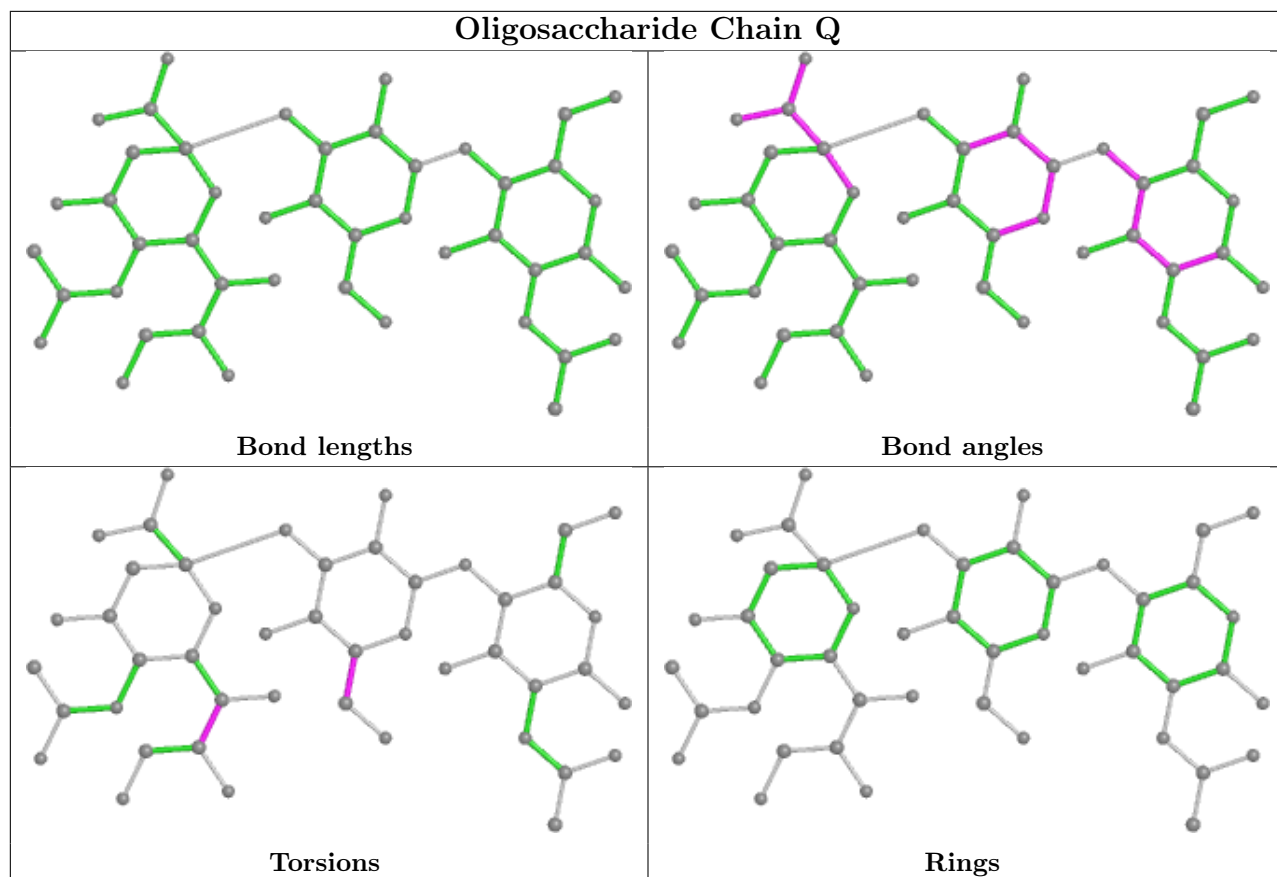 Oligosaccharide Chain Q
Bond lengths
Bond angles
Torsions
Rings